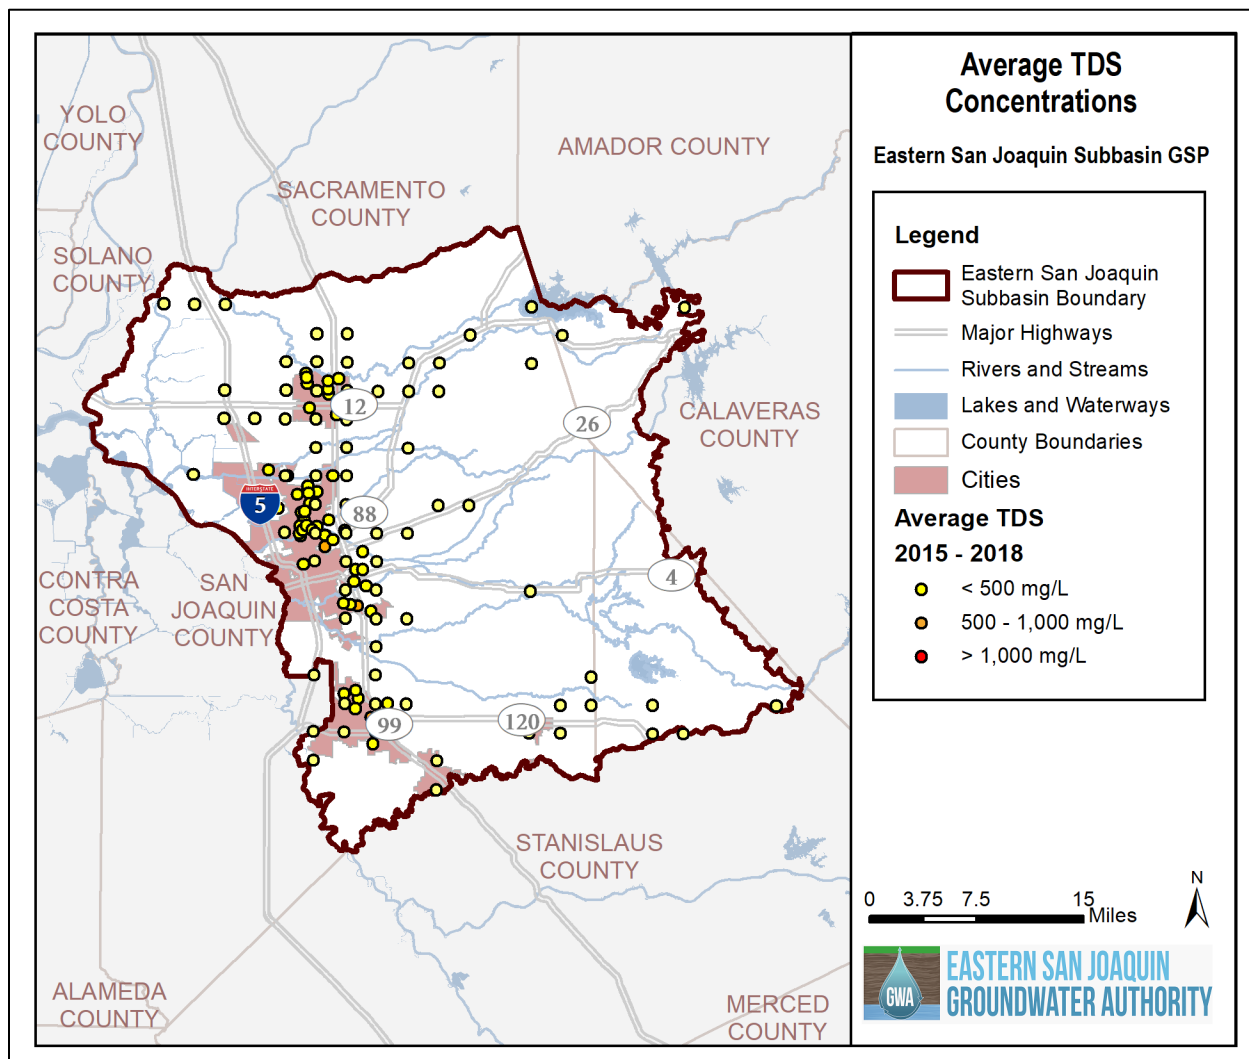 YOLO
COUNTY
AMADOR COUNTY
SACRAMENTO
COUNTY
SOLANO
COUNTY
CALAVERAS
COUNTY
CONTRA
COSTA
COUNTY
SAN
JOAQUIN
COUNTY
STANISLAUS
COUNTY
ALAMEDA
COUNTY
MERCED
COUNTY
12
26
INTERSTATE
5
88
4
99
120
Average TDS
Concentrations
Eastern San Joaquin Subbasin GSP
Legend
Eastern San Joaquin
Subbasin Boundary
Major Highways
Rivers and Streams
Lakes and Waterways
County Boundaries
Cities
Average TDS
2015 - 2018
< 500 mg/L
500 - 1,000 mg/L
> 1,000 mg/L
N
0 3.75 7.5 15
Miles
GWA
EASTERN SAN JOAQUIN
GROUNDWATER AUTHORITY